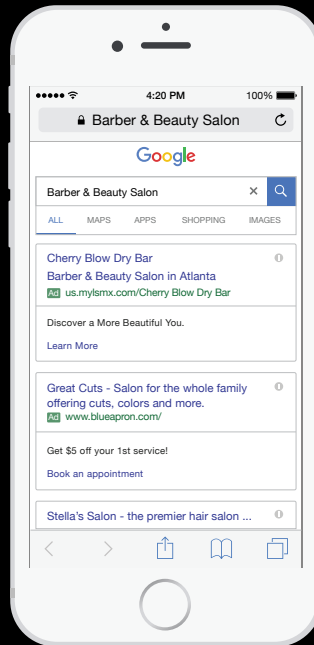 4:20 PM 100%
Barber & Beauty Salon
Google
Barber & Beauty Salon
ALL MAPS APPS SHOPPING IMAGES
Cherry Blow Dry Bar
Barber & Beauty Salon in Atlanta
Ad us.mylsmx.com/Cherry Blow Dry Bar
Discover a More Beautiful You.
Learn More
Great Cuts - Salon for the whole family
offering cuts, colors and more.
Ad www.blueapron.com/
Get $5 off your 1st service!
Book an appointment
Stella's Salon - the premier hair salon ...